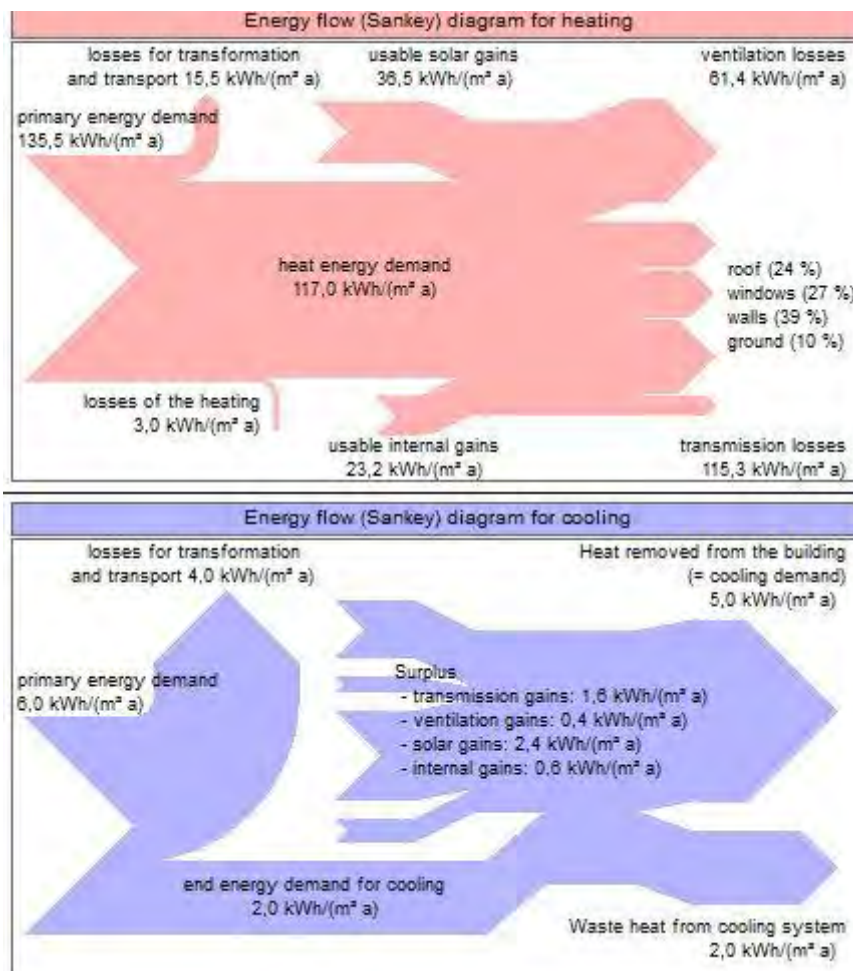 Energy flow (Sankey) diagram for heating
losses for transformation
and transport 15,5 kWh/(m² a)
usable solar gains
36,5 kWh/(m² a)
ventilation losses
61,4 kWh/(m² a)
primary energy demand
135,5 kWh/(m² a)
heat energy demand
117,0 kWh/(m² a)
roof (24 %)
windows (27 %)
walls (39 %)
ground (10 %)
losses of the heating
3,0 kWh/(m² a)
usable internal gains
23,2 kWh/(m² a)
transmission losses
115,3 kWh/(m² a)
Energy flow (Sankey) diagram for cooling
losses for transformation
and transport 4,0 kWh/(m² a)
Heat removed from the building
(= cooling demand)
5,0 kWh/(m² a)
primary energy demand
6,0 kWh/(m² a)
Surplus
- transmission gains: 1,6 kWh/(m² a)
- ventilation gains: 0,4 kWh/(m² a)
- solar gains: 2,4 kWh/(m² a)
- internal gains: 0,6 kWh/(m² a)
end energy demand for cooling
2,0 kWh/(m² a)
Waste heat from cooling system
2,0 kWh/(m² a)